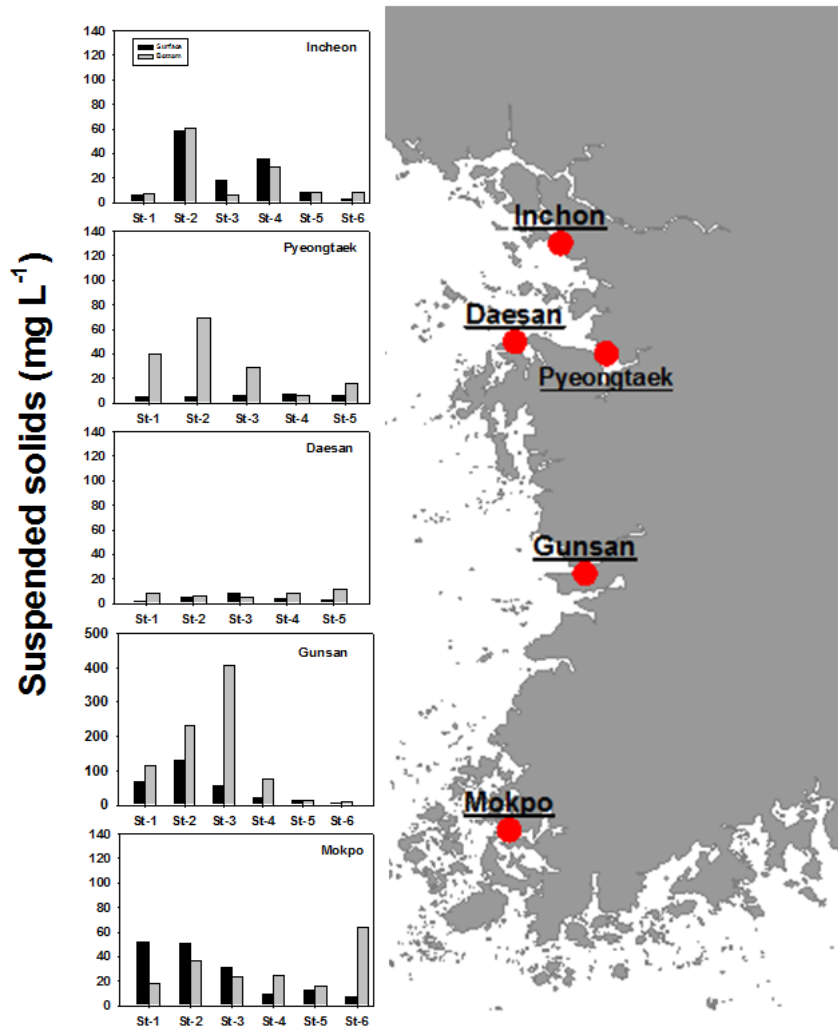 Suspended solids (mg L-1)
140
120
100
80
60
40
20
0
Surface
Bottom
Incheon
St-1 St-2 St-3 St-4 St-5 St-6
140
120
100
80
60
40
20
0
Pyeongtaek
St-1 St-2 St-3 St-4 St-5
140
120
100
80
60
40
20
0
Daesan
St-1 St-2 St-3 St-4 St-5
500
400
300
200
100
0
Gunsan
St-1 St-2 St-3 St-4 St-5 St-6
140
120
100
80
60
40
20
0
Mokpo
St-1 St-2 St-3 St-4 St-5 St-6
Inchon
Daesan
Pyeongtaek
Gunsan
Mokpo